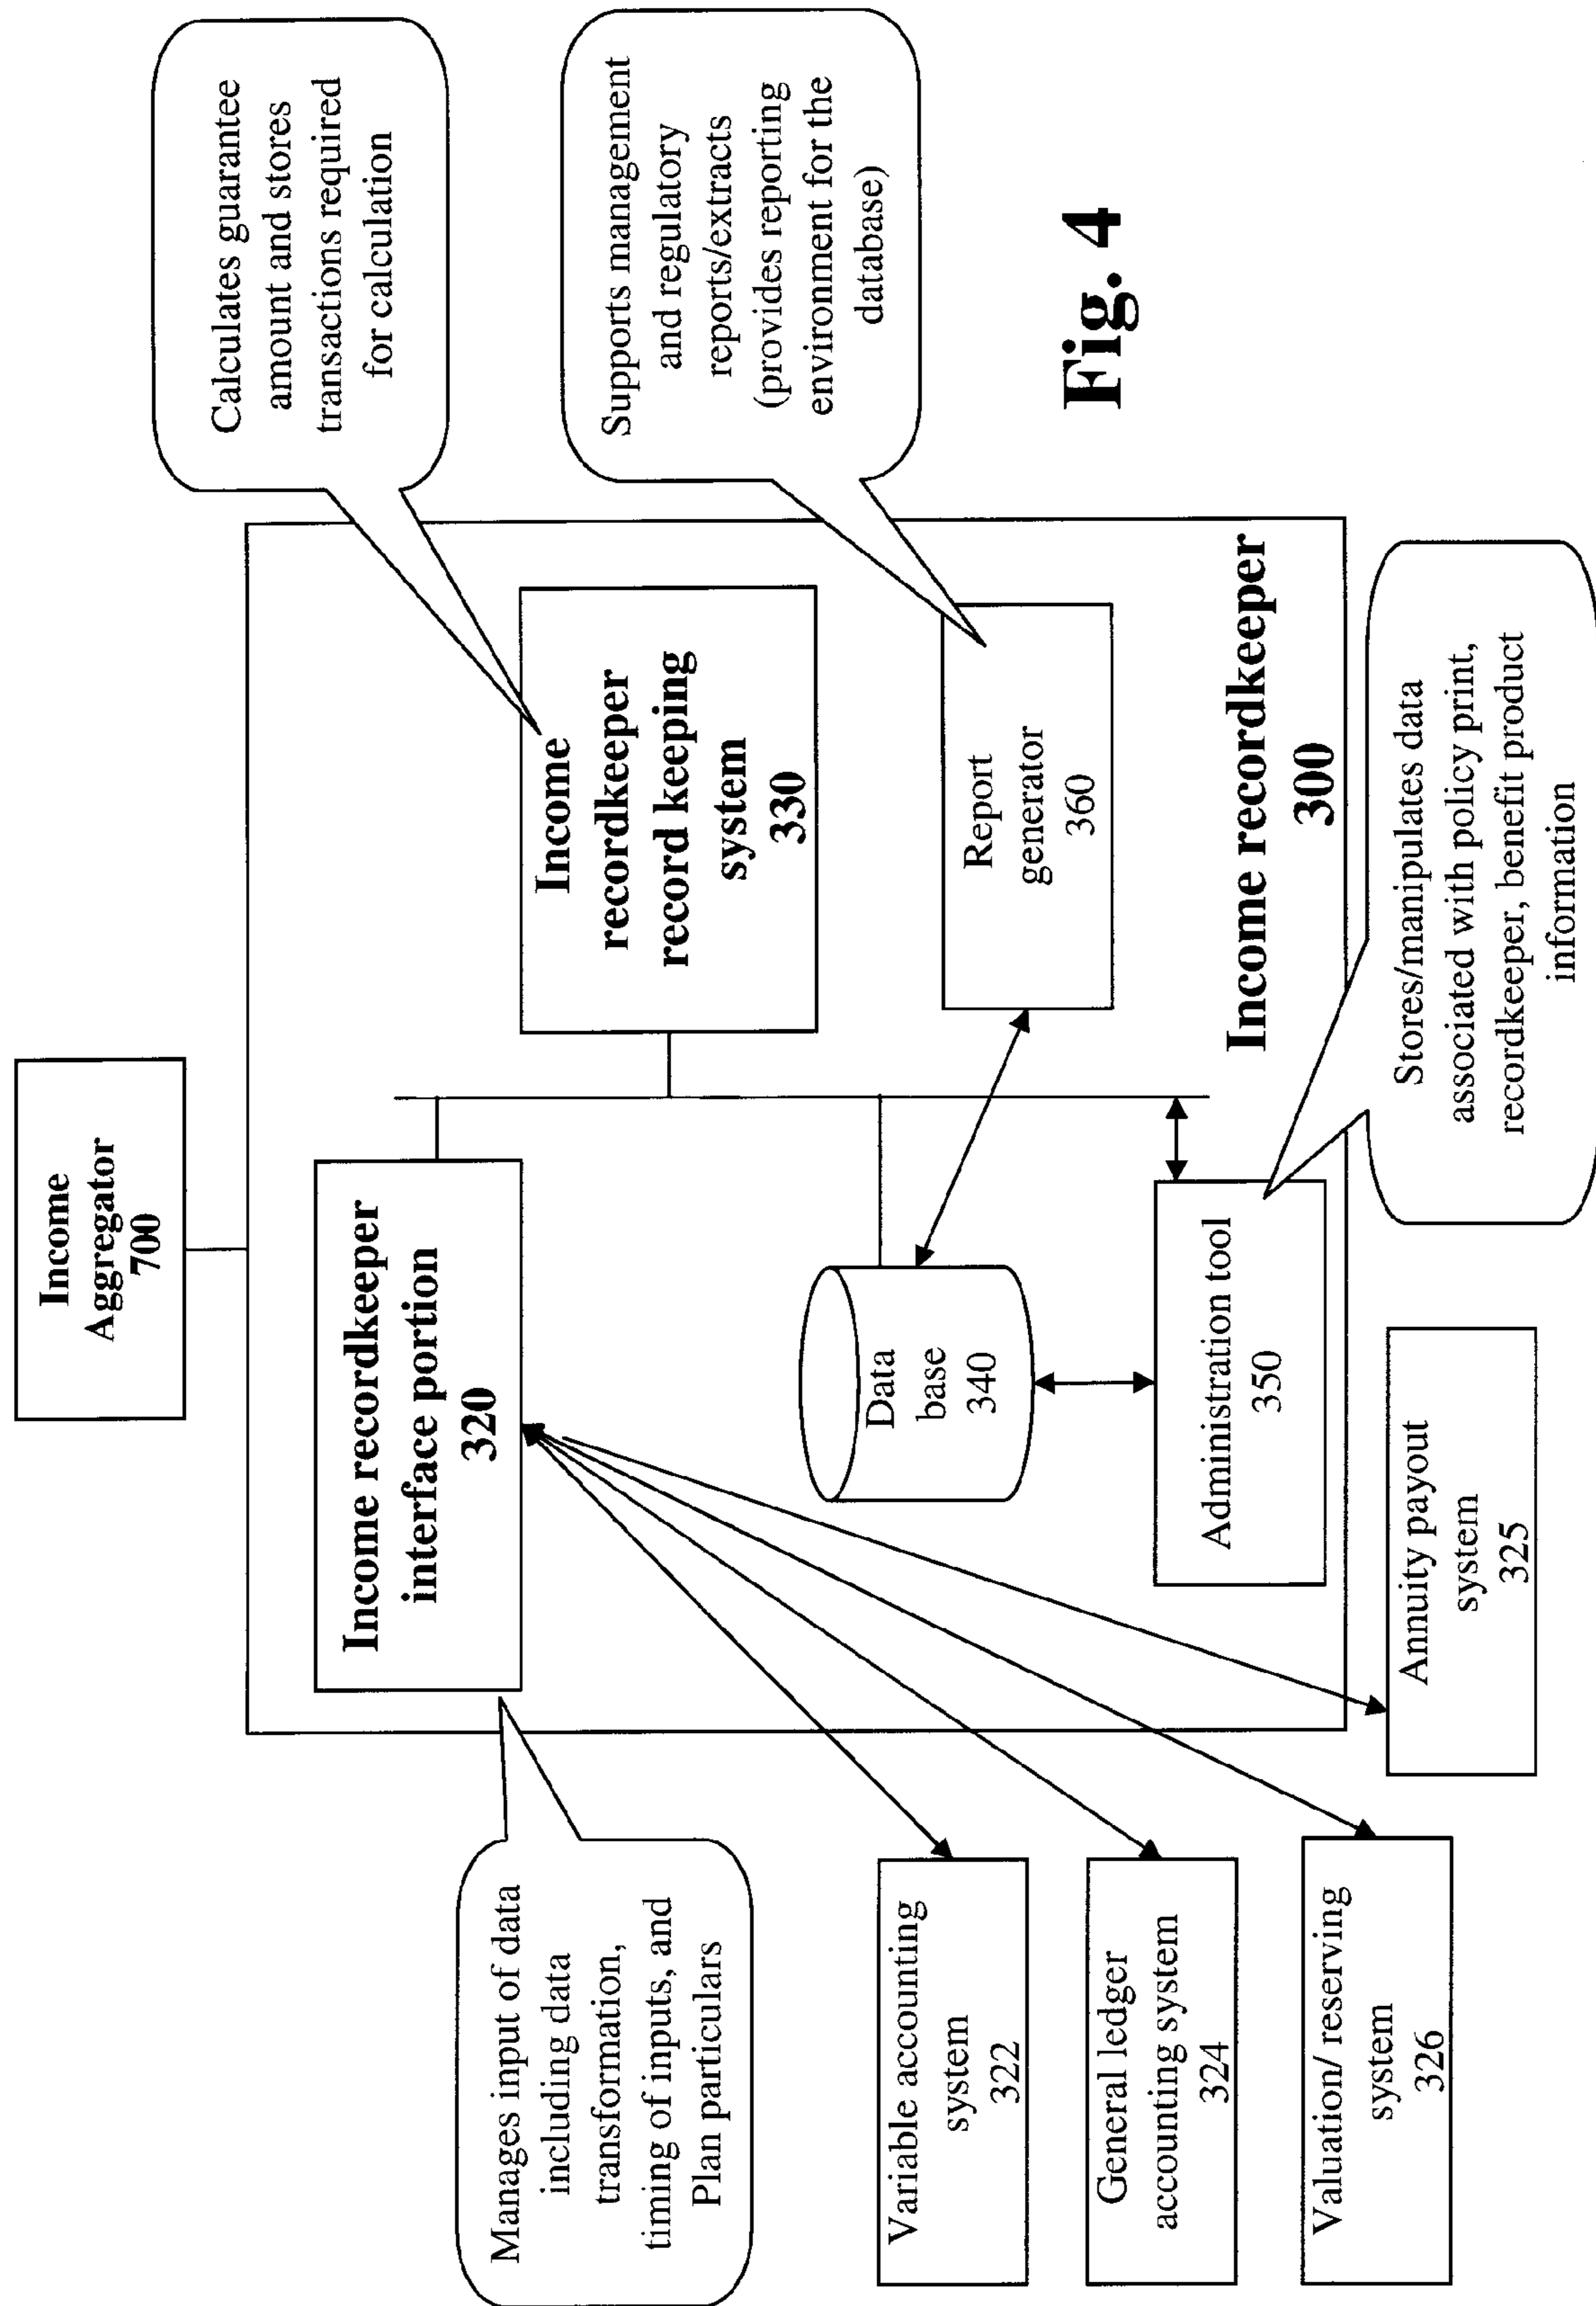 Income
Aggregator
700
Manages input of data
including data
transformation,
timing of inputs, and
Plan particulars
Income recordkeeper
interface portion
320
Calculates guarantee
amount and stores
transactions required
for calculation
Income
recordkeeper
record keeping
system
330
Supports management
and regulatory
reports/extracts
(provides reporting
environment for the
database)
Variable accounting
system
322
Data
base
340
Report
generator
360
General ledger
accounting system
324
Administration tool
350
Income recordkeeper
300
Valuation/ reserving
system
326
Annuity payout
system
325
Stores/manipulates data
associated with policy print,
recordkeeper, benefit product
information
Fig. 4